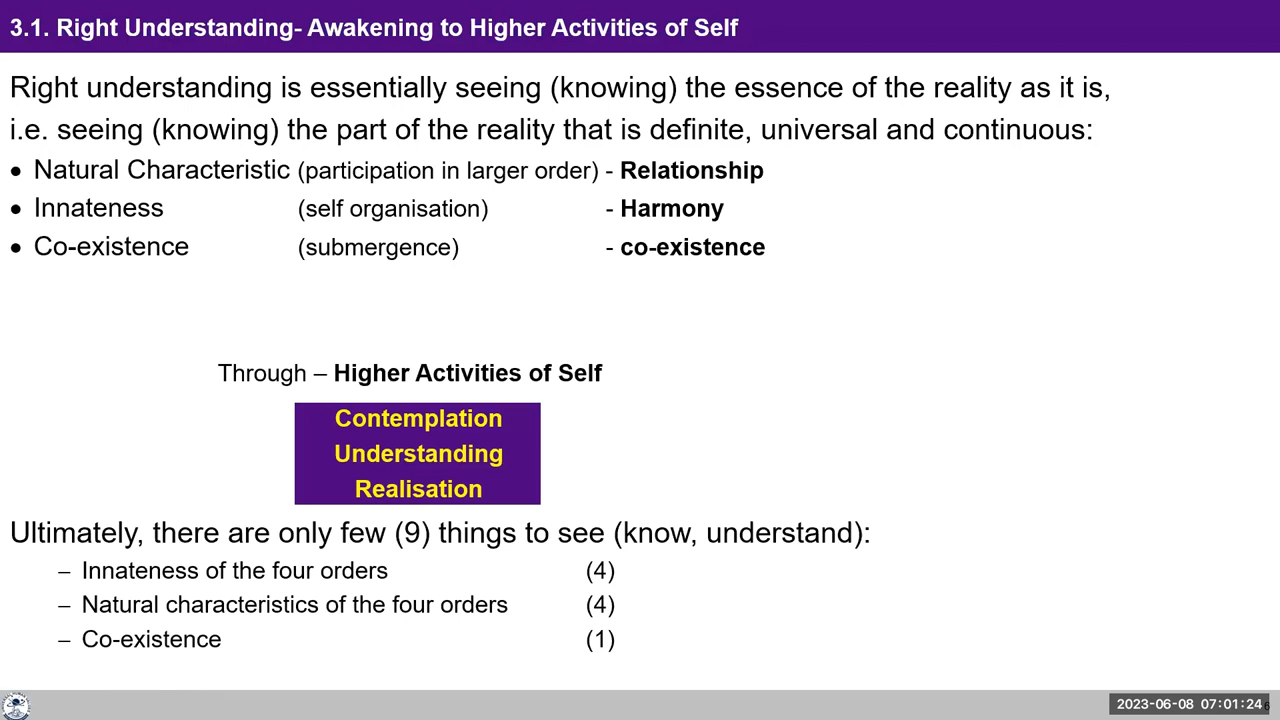 3.1. Right Understanding- Awakening to Higher Activities of Self
Right understanding is essentially seeing (knowing) the essence of the reality as it is,
i.e. seeing (knowing) the part of the reality that is definite, universal and continuous:
• Natural Characteristic (participation in larger order) - Relationship
• Innateness (self organisation) - Harmony
• Co-existence (submergence) - co-existence
Through – Higher Activities of Self
Contemplation
Understanding
Realisation
Ultimately, there are only few (9) things to see (know, understand):
– Innateness of the four orders (4)
– Natural characteristics of the four orders (4)
– Co-existence (1)
2023-06-08 07:01:24
6